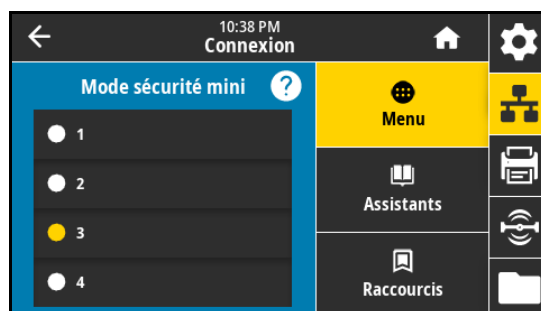 10:38 PM
Connexion
Mode sécurité mini ?
1
2
3
4
Menu
Assistants
Raccourcis